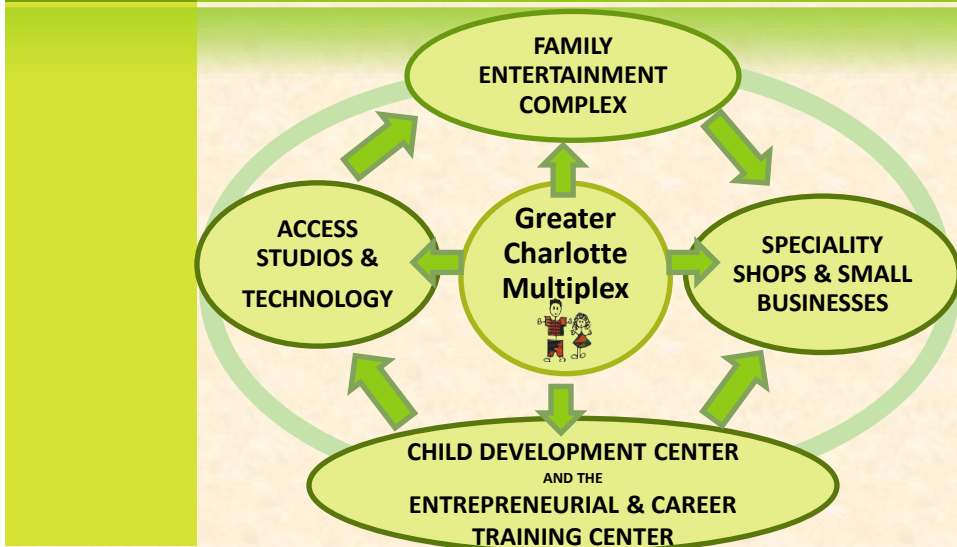 FAMILY
ENTERTAINMENT
COMPLEX
ACCESS
STUDIOS &
TECHNOLOGY
Greater
Charlotte
Multiplex
SPECIALITY
SHOPS & SMALL
BUSINESSES
CHILD DEVELOPMENT CENTER
AND THE
ENTREPRENEURIAL & CAREER
TRAINING CENTER